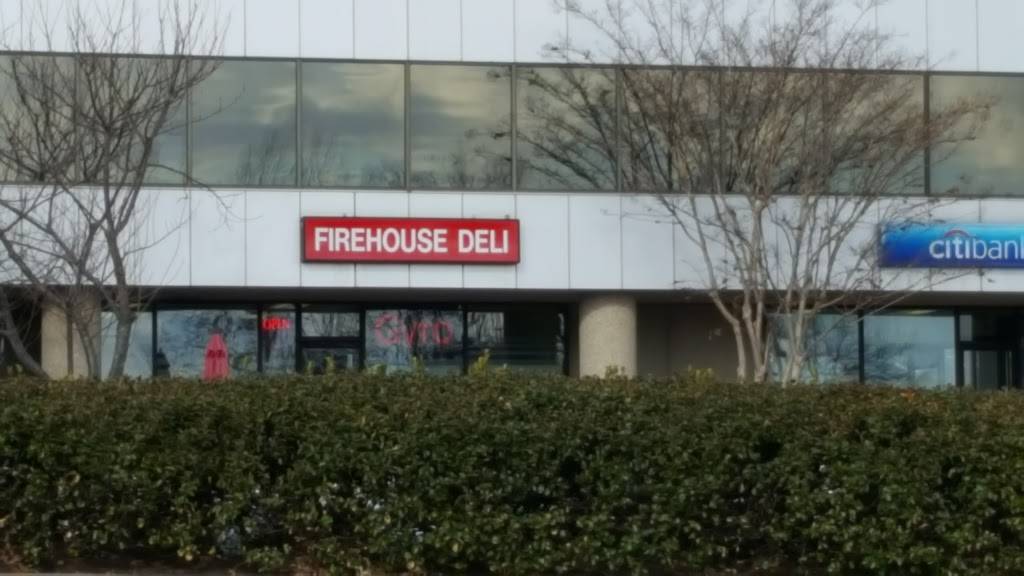 FIREHOUSE DELI
citibank
OPEN
Gyro